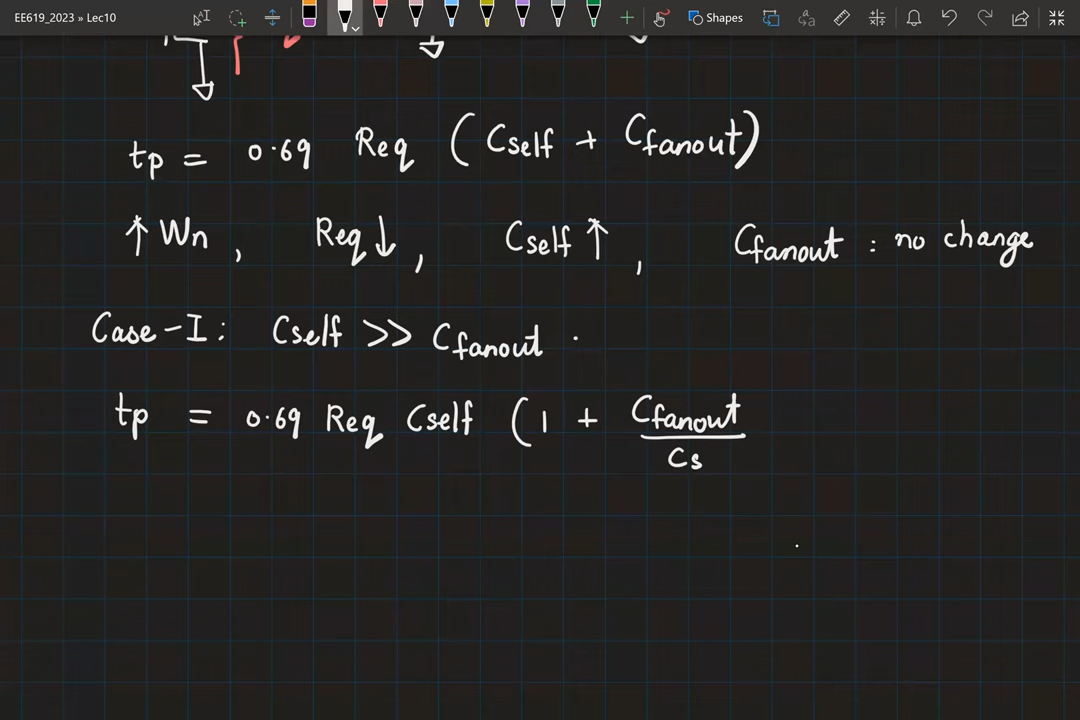 EE619_2023 » Lec10
Shapes
tp = 0.69 Req (Cself + Cfanout)
↑ Wn, Req ↓, Cself ↑, Cfanout : no change
Case-I: Cself >> Cfanout .
tp = 0.69 Req Cself (1 + Cfanout
Cs